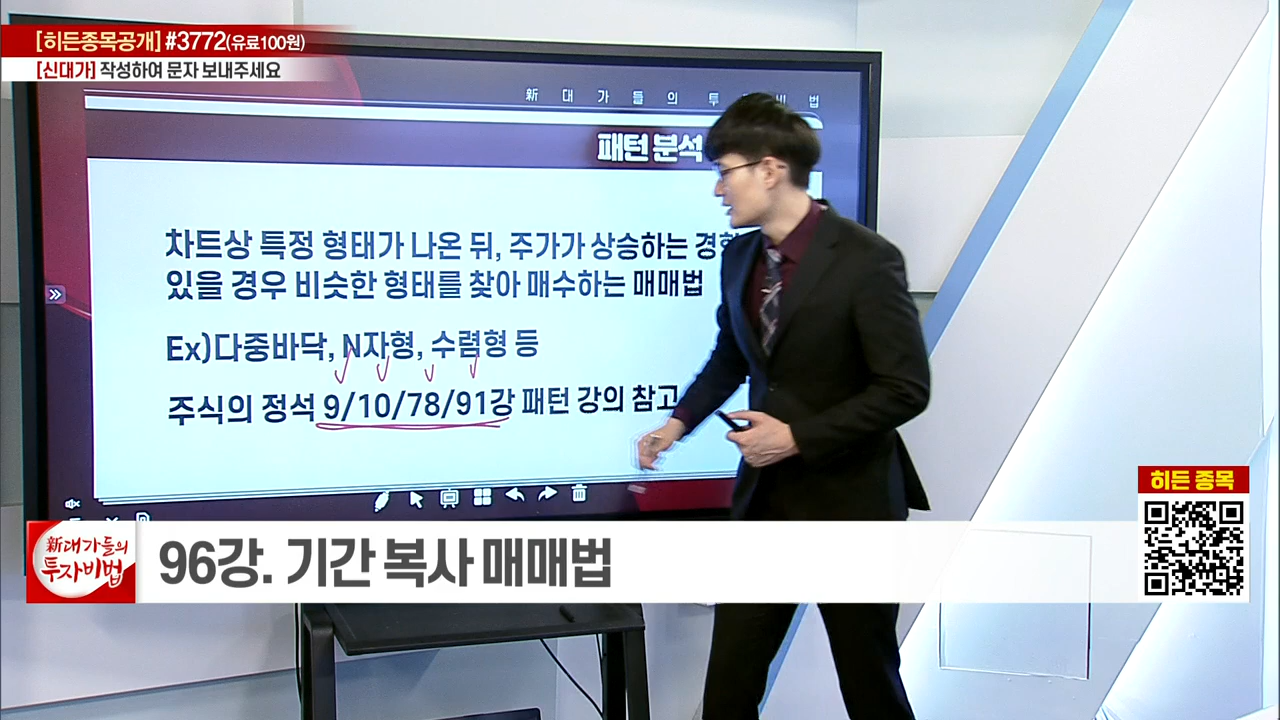 [히든종목공개] #3772(유료100원)
[신대가] 작성하여 문자 보내주세요
新 대 가 들 의 투 비 법
패턴 분석
차트상 특정 형태가 나온 뒤, 주가가 상승하는
있을 경우 비슷한 형태를 찾아 매수하는 매매법
Ex)다중바닥, N자형, 수렴형 등
주식의 정석 9/10/78/91강 패턴 강의 참고
히든 종목
新대가들의
투자비법
96강. 기간 복사 매매법